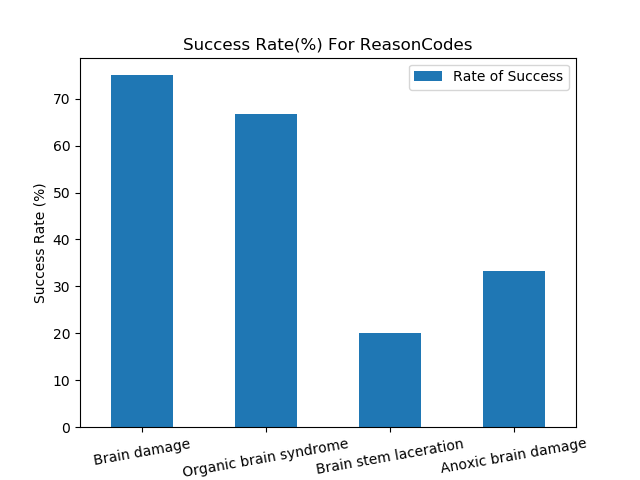 Success Rate(%) For ReasonCodes
Rate of Success
Success Rate (%)
70
60
50
40
30
20
10
0
Brain damage
Organic brain syndrome
Brain stem laceration
Anoxic brain damage